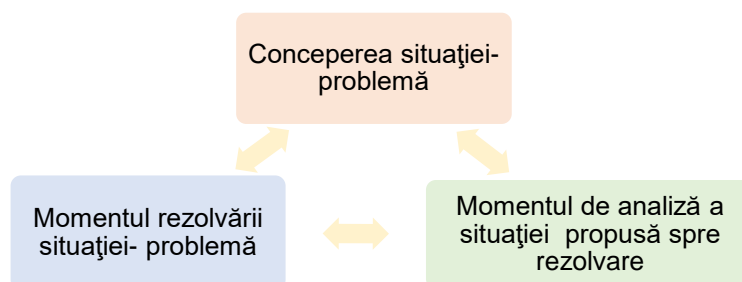 Conceperea situaţiei-
problemă
Momentul rezolvării
situaţiei- problemă
Momentul de analiză a
situaţiei propusă spre
rezolvare